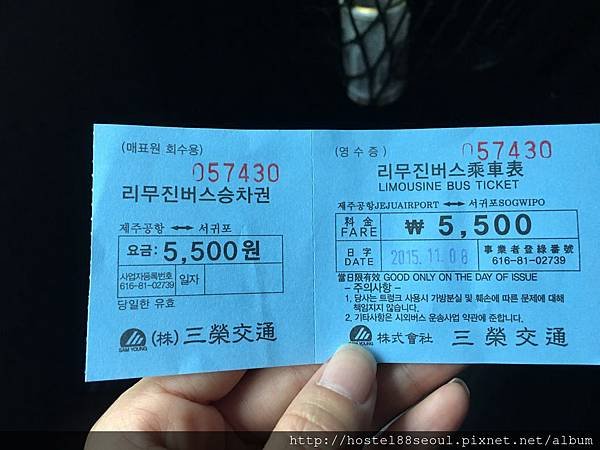 (매표원 회수용)
057430
리무진버스승차권
제주공항 ↔ 서귀포
요금: 5,500원
사업자등록번호
616-81-02739
일자
당일한 유효
SAM YOUNG
(株) 三榮交通
(영 수 증)
057430
리무진버스乘車表
LIMOUSINE BUS TICKET
제주공항JEJUAIRPORT ↔ 서귀포SOGWIPO
料 金
FARE
₩ 5,500
日 字
DATE
2015.11.08
事業者登錄番號
616-81-02739
當日限有效 GOOD ONLY ON THE DAY OF ISSUE
- 주의사항 -
1. 당사는 트렁크 사용시 가방분실 및 훼손에 따른 문제에 대해
책임지지 않습니다.
2. 기타사항은 시외버스 운송사업 약관에 준합니다.
株式會社 三榮交通
http://hostel88seoul.pixnet.net/album